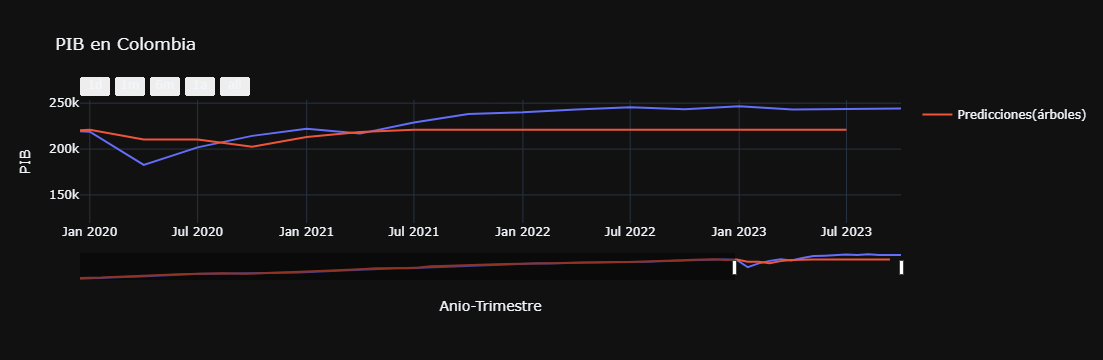 PIB en Colombia
250k
200k
150k
PIB
Predicciones(árboles)
Jan 2020
Jul 2020
Jan 2021
Jul 2021
Jan 2022
Jul 2022
Jan 2023
Jul 2023
Anio-Trimestre